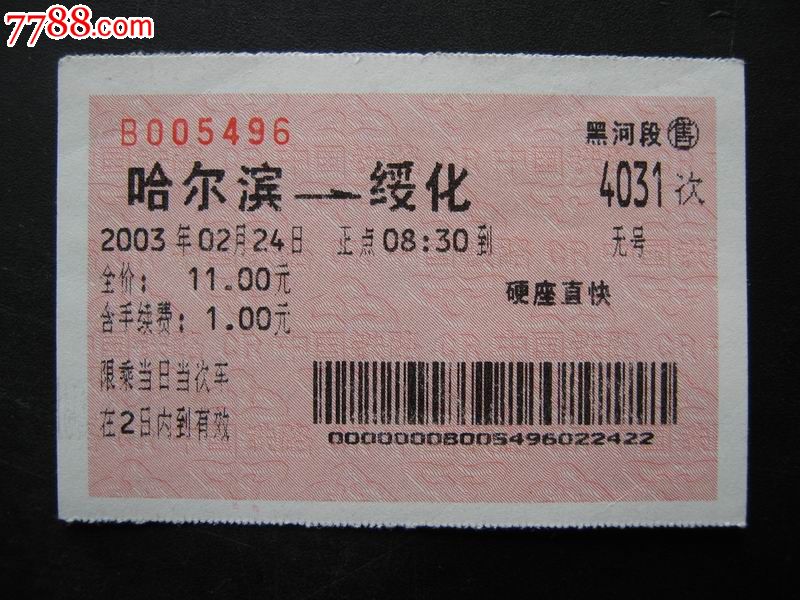 7788.com
B005496
黑河段售
哈尔滨→绥化
4031次
2003年02月24日 正点08:30到
无号
全价: 11.00元
硬座直快
含手续费: 1.00元
限乘当日当次车
在2日内到有效
00000008005496022422